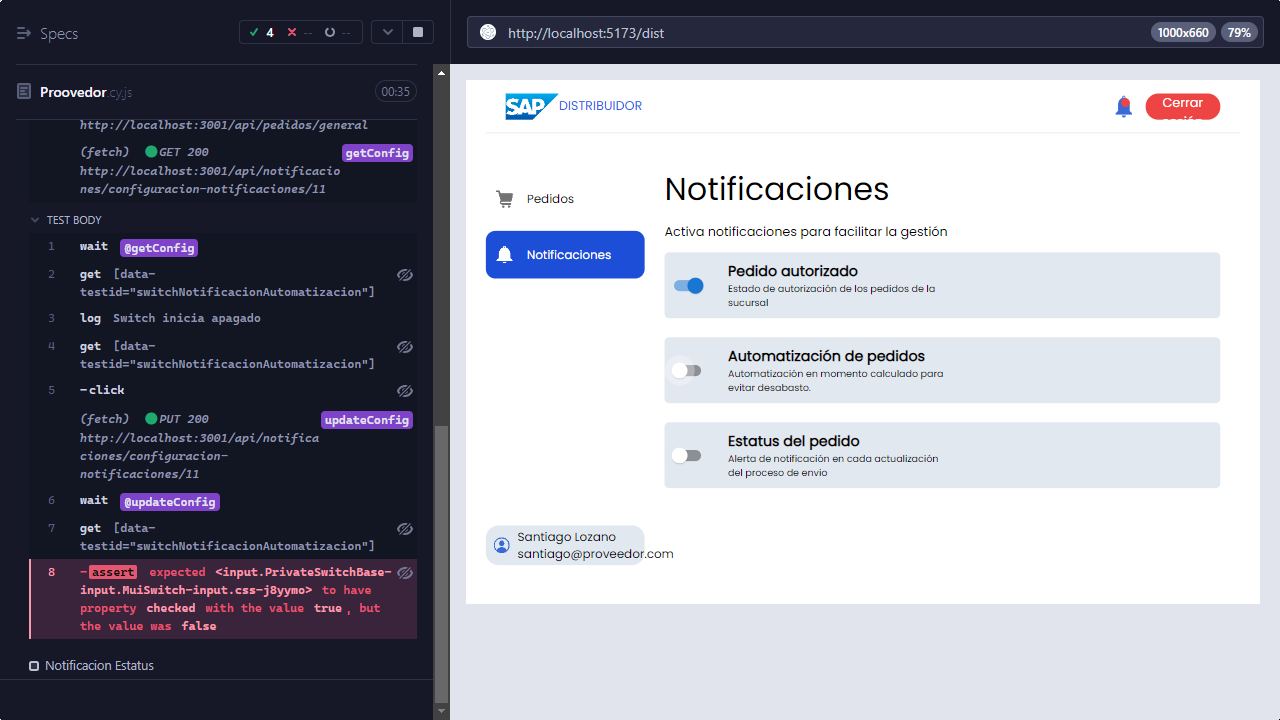 Specs
4
--
--
Proovedor.cy.js
00:35
http://localhost:3001/api/pedidos/general
(fetch) GET 200
getConfig
http://localhost:3001/api/notificacio
nes/configuracion-notificaciones/11
TEST BODY
1 wait @getConfig
2 get [data-
testid="switchNotificacionAutomatizacion"]
3 log Switch inicia apagado
4 get [data-
testid="switchNotificacionAutomatizacion"]
5 -click
(fetch) PUT 200
updateConfig
http://localhost:3001/api/notifica
ciones/configuracion-
notificaciones/11
6 wait @updateConfig
7 get [data-
testid="switchNotificacionAutomatizacion"]
8 -assert expected <input.PrivateSwitchBase-
input.MuiSwitch-input.css-j8yymo> to have
property checked with the value true, but
the value was false
Notificacion Estatus
http://localhost:5173/dist
1000x660
79%
SAP DISTRIBUIDOR
Cerrar
sesión
Pedidos
Notificaciones
Notificaciones
Activa notificaciones para facilitar la gestión
Pedido autorizado
Estado de autorización de los pedidos de la
sucursal
Automatización de pedidos
Automatización en momento calculado para
evitar desabasto.
Estatus del pedido
Alerta de notificación en cada actualización
del proceso de envio
Santiago Lozano
santiago@proveedor.com